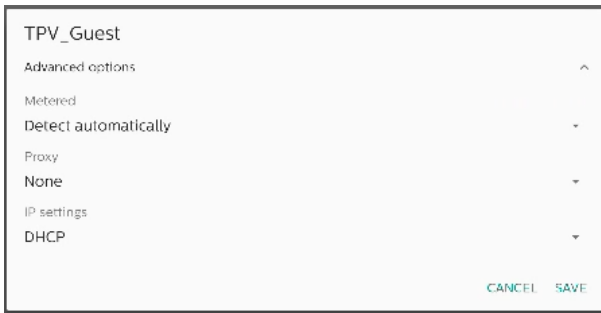 TPV_Guest
Advanced options
Metered
Detect automatically
Proxy
None
IP settings
DHCP
CANCEL SAVE